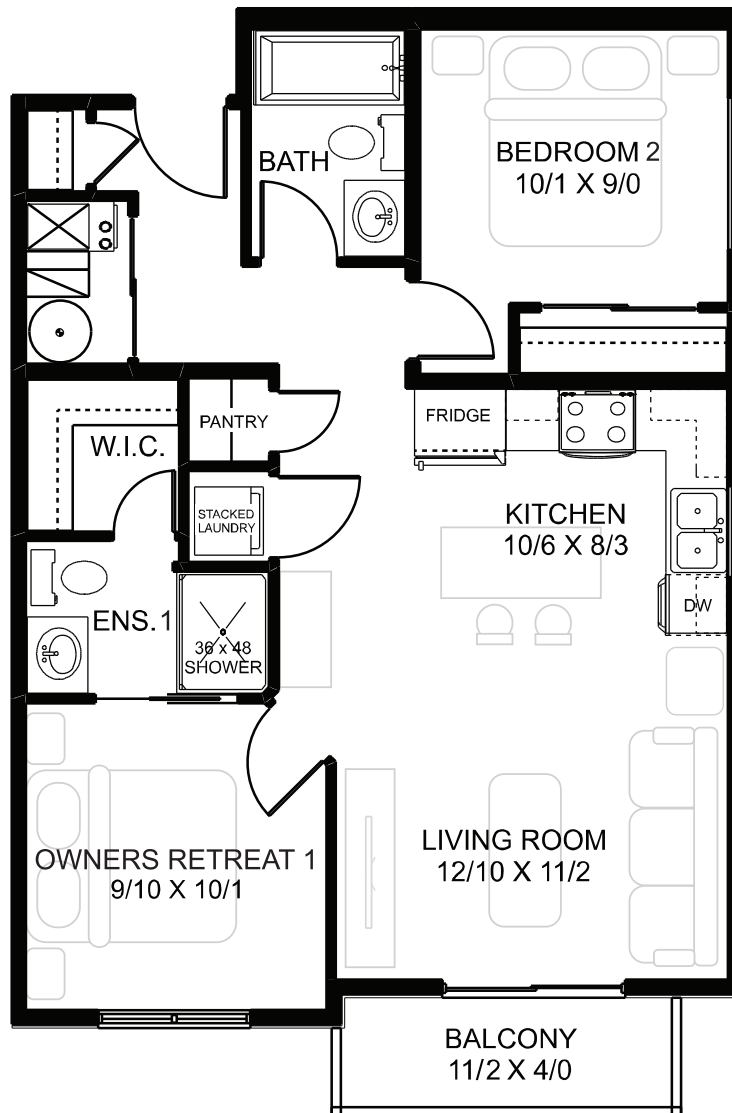 BATH
BEDROOM 2
10/1 X 9/0
PANTRY
FRIDGE
W.I.C.
STACKED
LAUNDRY
KITCHEN
10/6 X 8/3
DW
ENS.1
36 x 48
SHOWER
LIVING ROOM
12/10 X 11/2
OWNERS RETREAT 1
9/10 X 10/1
BALCONY
11/2 X 4/0